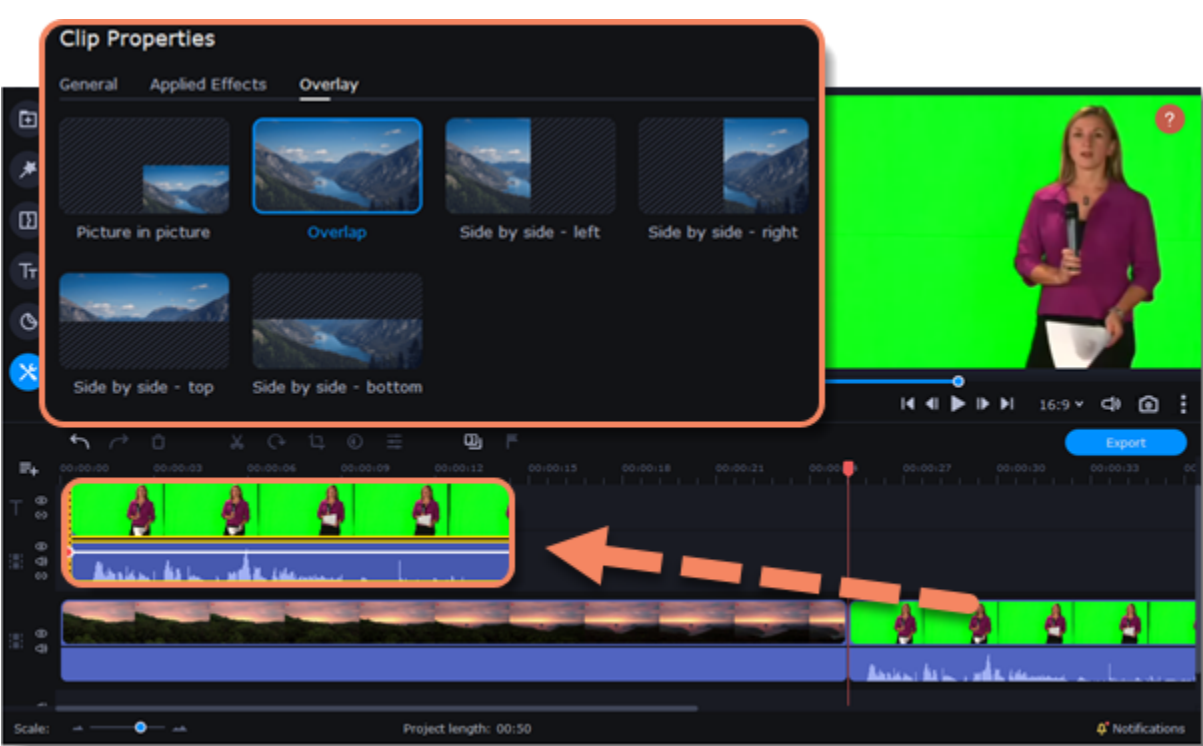 Clip Properties
General Applied Effects Overlay
Picture in picture Overlap Side by side - left Side by side - right
Side by side - top Side by side - bottom
?
16:9
Export
00:00:00 00:00:03 00:00:06 00:00:09 00:00:12 00:00:15 00:00:18 00:00:21 00:00:27 00:00:30 00:00:33
Scale: Project length: 00:50 Notifications